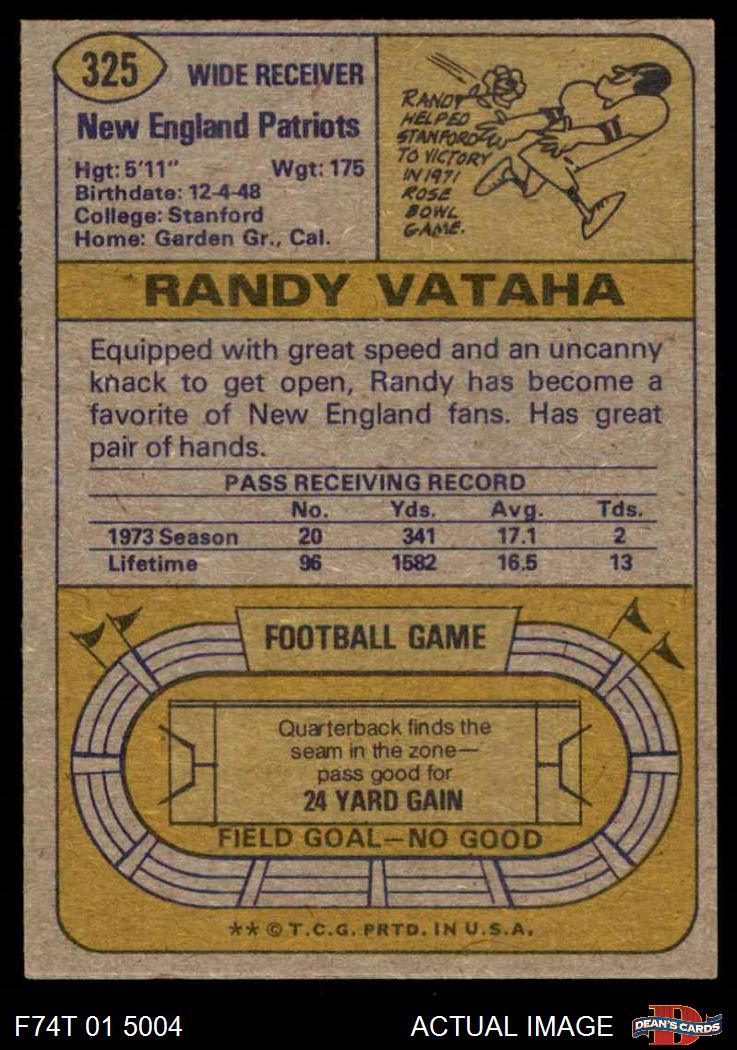 325
WIDE RECEIVER
New England Patriots
Hgt: 5'11" Wgt: 175
Birthdate: 12-4-48
College: Stanford
Home: Garden Gr., Cal.
RANDY
HELPED
STANFORD
TO VICTORY
IN 1971
ROSE
BOWL
GAME.
RANDY VATAHA
Equipped with great speed and an uncanny
knack to get open, Randy has become a
favorite of New England fans. Has great
pair of hands.
PASS RECEIVING RECORD
No. Yds. Avg. Tds.
1973 Season 20 341 17.1 2
Lifetime 96 1582 16.5 13
FOOTBALL GAME
Quarterback finds the
seam in the zone—
pass good for
24 YARD GAIN
FIELD GOAL—NO GOOD
** © T.C.G. PRTD. IN U.S.A.
F74T 01 5004 ACTUAL IMAGE
D
DEAN'S CARDS